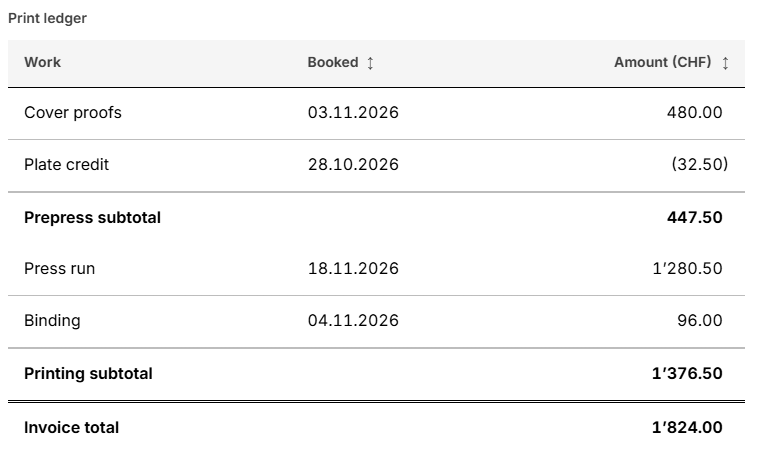 Print ledger
Work Booked ↕ Amount (CHF) ↕
Cover proofs 03.11.2026 480.00
Plate credit 28.10.2026 (32.50)
Prepress subtotal 447.50
Press run 18.11.2026 1’280.50
Binding 04.11.2026 96.00
Printing subtotal 1’376.50
Invoice total 1’824.00